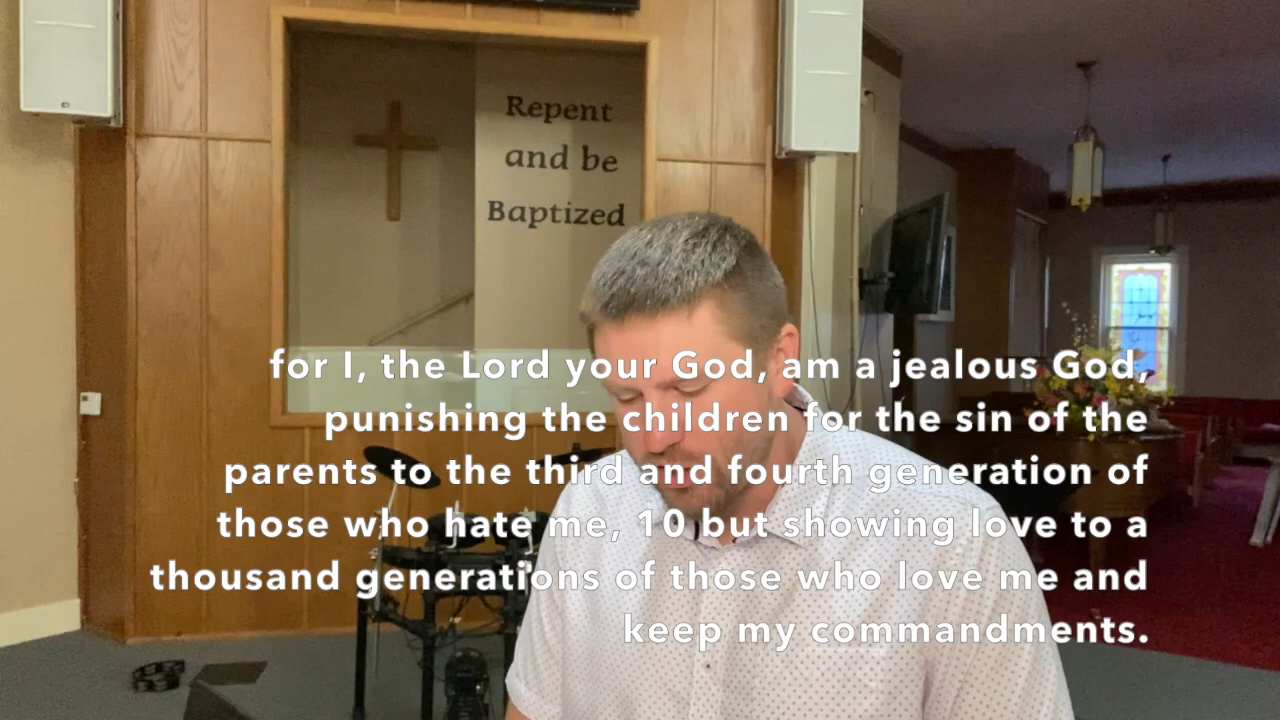 Repent
and be
Baptized
for I, the Lord your God, am a jealous God,
punishing the children for the sin of the
parents to the third and fourth generation of
those who hate me, 10 but showing love to a
thousand generations of those who love me and
keep my commandments.